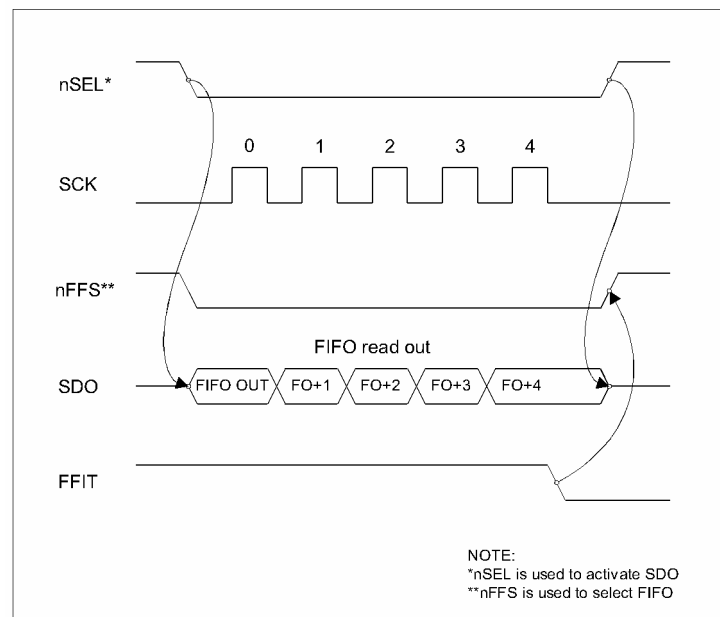 nSEL*
0 1 2 3 4
SCK
nFFS**
FIFO read out
SDO FIFO OUT FO+1 FO+2 FO+3 FO+4
FFIT
NOTE:
*nSEL is used to activate SDO
**nFFS is used to select FIFO